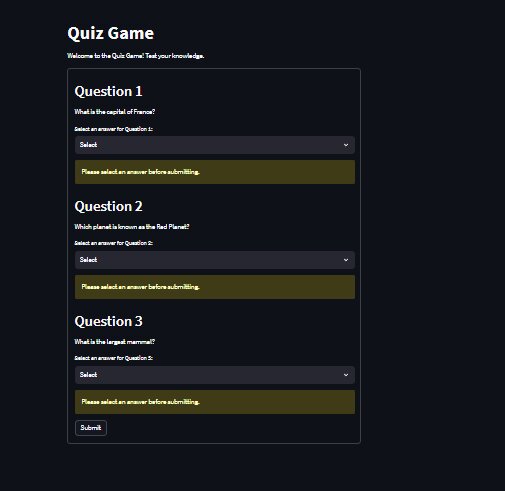 Quiz Game
Welcome to the Quiz Game! Test your knowledge.
Question 1
What is the capital of France?
Select an answer for Question 1:
Select
Please select an answer before submitting.
Question 2
Which planet is known as the Red Planet?
Select an answer for Question 2:
Select
Please select an answer before submitting.
Question 3
What is the largest mammal?
Select an answer for Question 3:
Select
Please select an answer before submitting.
Submit